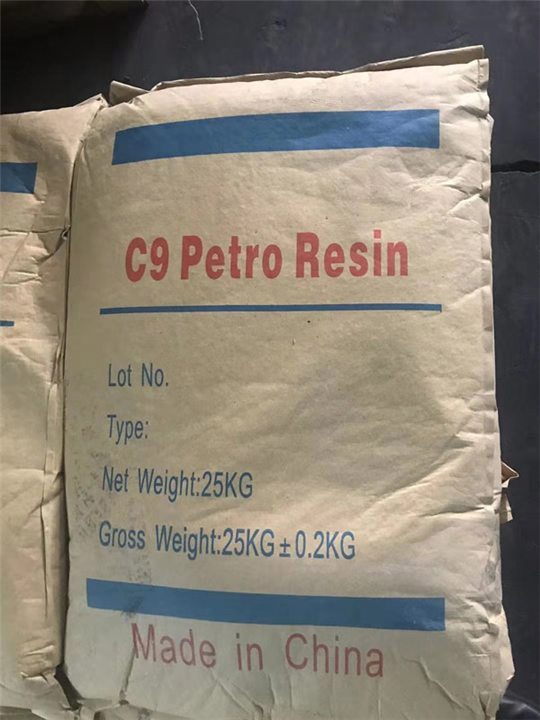 C9 Petro Resin
Lot No.
Type:
Net Weight:25KG
Gross Weight:25KG±0.2KG
Made in China